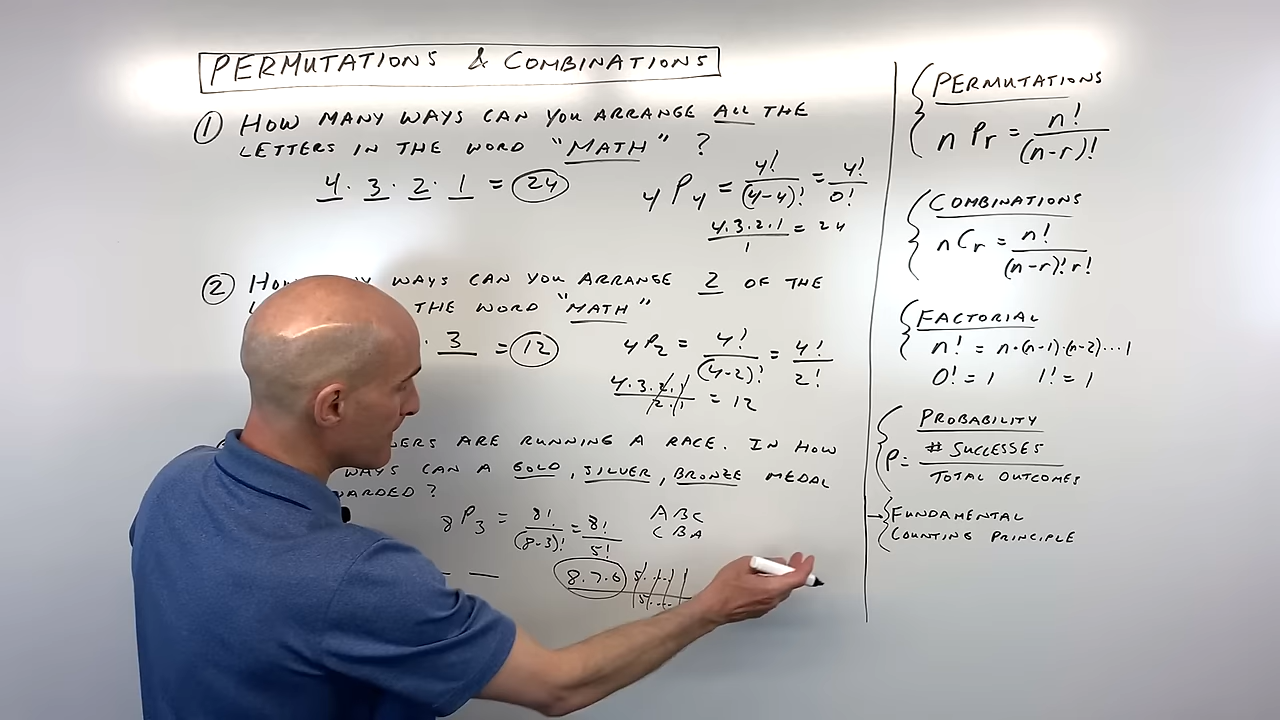 PERMUTATIONS & COMBINATIONS
① HOW MANY WAYS CAN YOU ARRANGE ALL THE
LETTERS IN THE WORD "MATH" ?
4 · 3 · 2 · 1 = 24
4P4 = 4!/(4-4)! = 4!/0!
4·3·2·1/1 = 24
② WAYS CAN YOU ARRANGE 2 OF THE
THE WORD "MATH"
· 3 = 12
4P2 = 4!/(4-2)! = 4!/2!
4·3·2·1/2·1 = 12
ARE RUNNING A RACE. IN HOW
WAYS CAN A GOLD, SILVER, BRONZE MEDAL
?
8P3 = 8!/(8-3)! = 8!/5!
ABC
CBA
8·7·6
PERMUTATIONS
nPr = n!/(n-r)!
COMBINATIONS
nCr = n!/(n-r)!r!
FACTORIAL
n! = n·(n-1)·(n-2)···1
0! = 1 1! = 1
PROBABILITY
P = # SUCCESSES/TOTAL OUTCOMES
→ FUNDAMENTAL
COUNTING PRINCIPLE